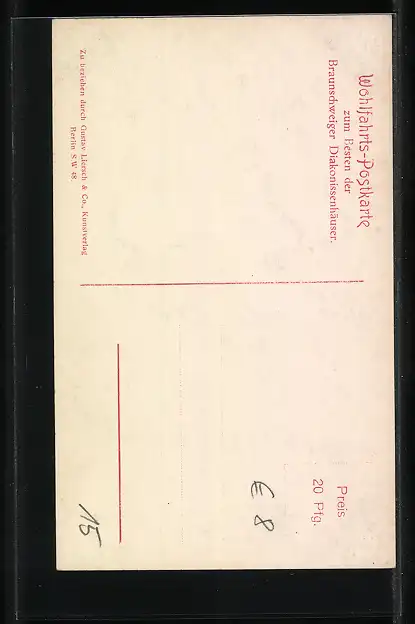 Wohlfahrts-Postkarte
zum Besten der
Braunschweiger Diakonissenhäuser.
Zu beziehen durch Gustav Liersch & Co., Kunstverlag
Berlin S.W 48.
Preis
20 Pfg.
€ 8
15